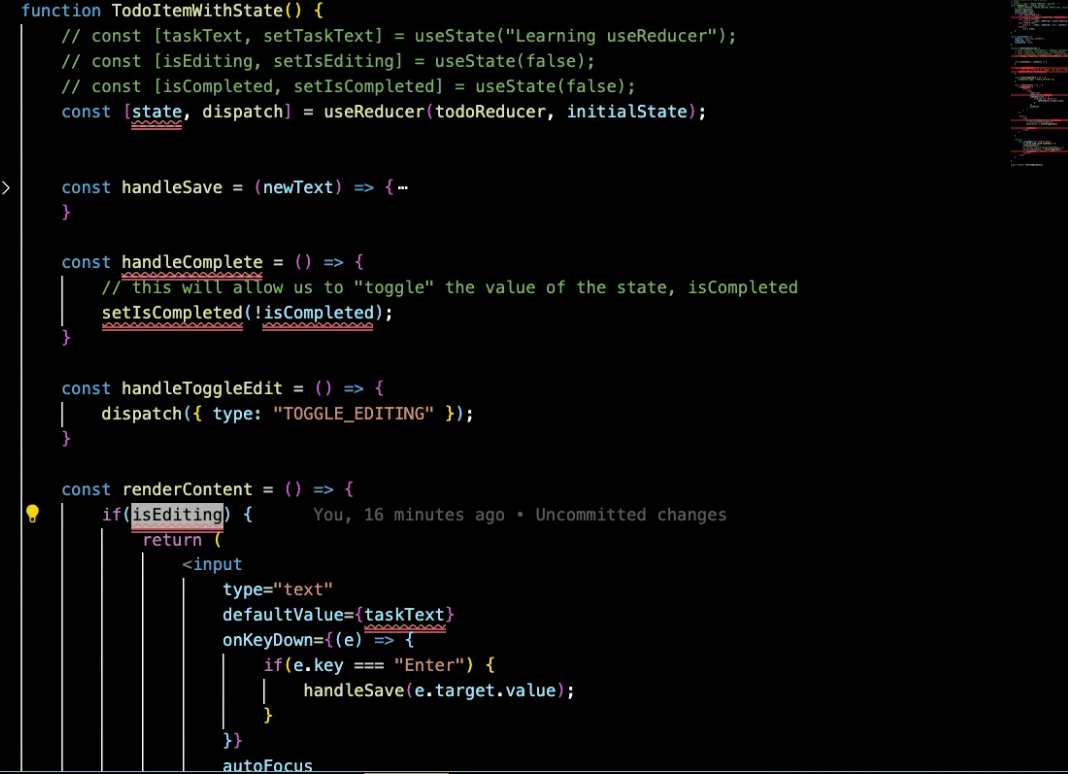 function TodoItemWithState() {
// const [taskText, setTaskText] = useState("Learning useReducer");
// const [isEditing, setIsEditing] = useState(false);
// const [isCompleted, setIsCompleted] = useState(false);
const [state, dispatch] = useReducer(todoReducer, initialState);
const handleSave = (newText) => {⋯
}
const handleComplete = () => {
// this will allow us to "toggle" the value of the state, isCompleted
setIsCompleted(!isCompleted);
}
const handleToggleEdit = () => {
dispatch({ type: "TOGGLE_EDITING" });
}
const renderContent = () => {
if(isEditing) { You, 16 minutes ago • Uncommitted changes
return (
<input
type="text"
defaultValue={taskText}
onKeyDown={(e) => {
if(e.key === "Enter") {
handleSave(e.target.value);
}
}}
autoFocus